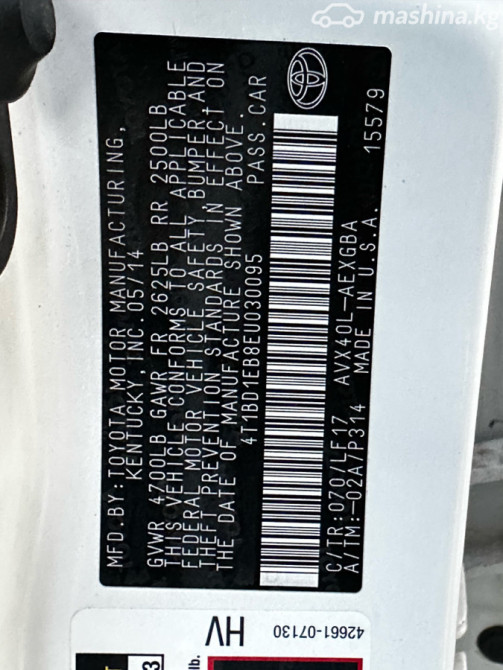 mashina.kg
MFD.BY:TOYOTA MOTOR MANUFACTURING,
KENTUCKY,INC.05/14
GVWR 4700LB GAWR FR 2625LB RR 2500LB
THIS VEHICLE CONFORMS TO ALL APPLICABLE
FEDERAL MOTOR VEHICLE SAFETY BUMPER AND
THEFT PREVENTION STANDARDS IN EFFECT ON
THE DATE OF MANUFACTURE SHOWN ABOVE.
4T1BD1EB8EU030095 PASS.CAR
C/TR:070/LF17 AVX40L-AEXGBA
A/TM:-02A/P314 MADE IN U.S.A. 15579
HV
42661-07130
lb.
3